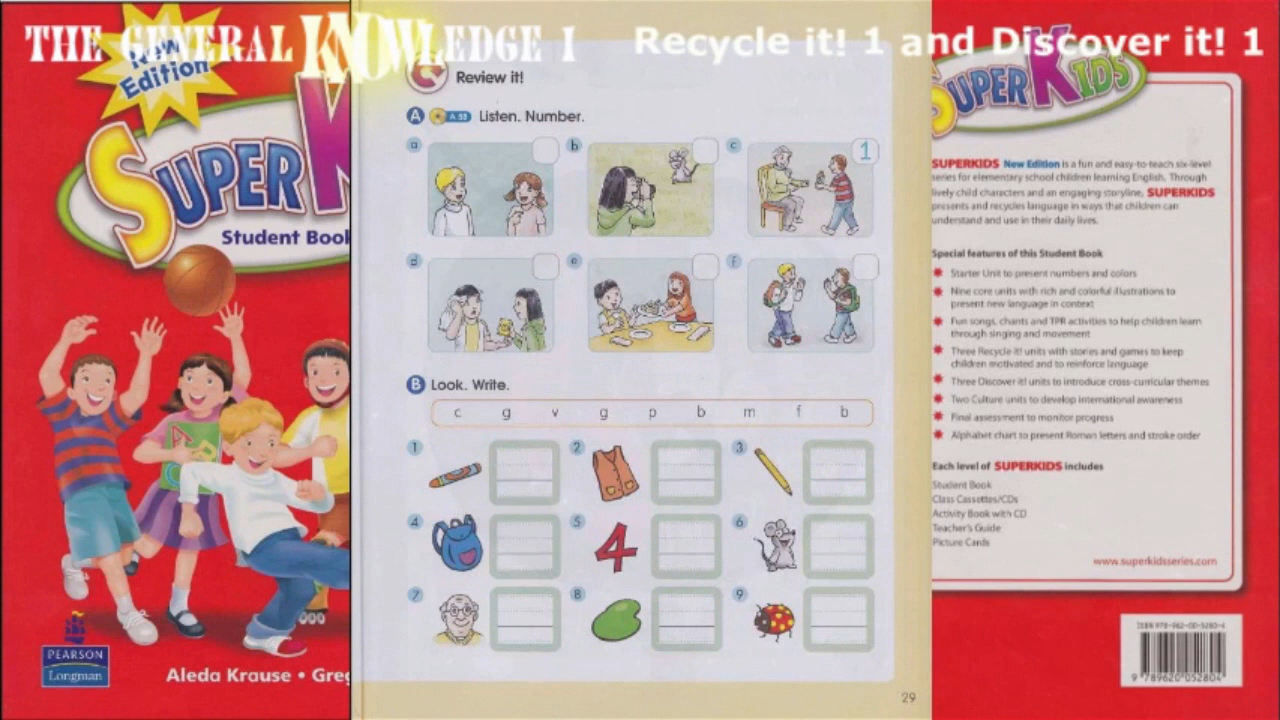 THE GENERAL KNOWLEDGE I
Recycle it! 1 and Discover it! 1
New
Edition
SUPERK
Student Book
PEARSON
Longman
Aleda Krause • Greg
Review it!
A A 53 Listen. Number.
a
b
c
1
d
e
f
B Look. Write.
c g v g p b m f b
1
2
3
4
4
5
6
7
8
9
29
SUPERKIDS
SUPERKIDS New Edition is a fun and easy-to-teach six-level
series for elementary school children learning English. Through
lively child characters and an engaging storyline, SUPERKIDS
presents and recycles language in ways that children can
understand and use in their daily lives.
Special features of this Student Book
Starter Unit to present numbers and colors
Nine core units with rich and colorful illustrations to
present new language in context
Fun songs, chants and TPR activities to help children learn
through singing and movement
Three Recycle it! units with stories and games to keep
children motivated and to reinforce language
Three Discover it! units to introduce cross-curricular themes
Two Culture units to develop international awareness
Final assessment to monitor progress
Alphabet chart to present Roman letters and stroke order
Each level of SUPERKIDS includes
Student Book
Class Cassettes/CDs
Activity Book with CD
Teacher's Guide
Picture Cards
www.superkidsseries.com
ISBN 978-962-00-5280-4
9 789620 052804